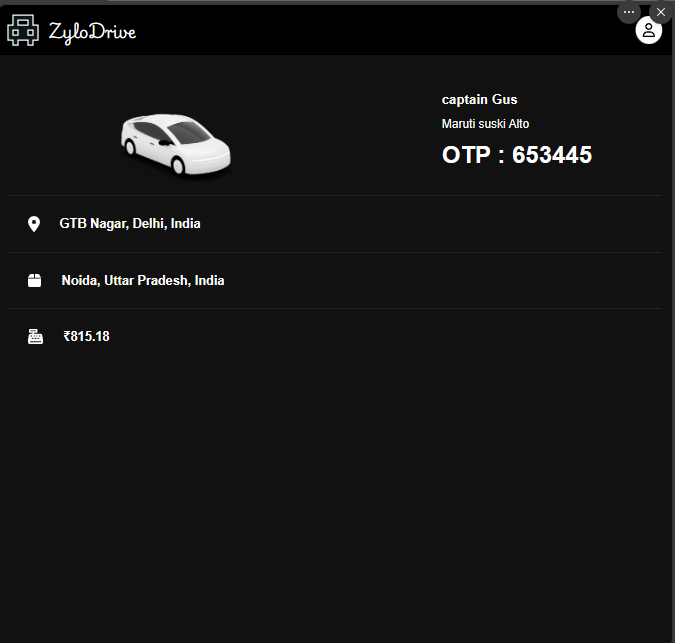 ZyloDrive
captain Gus
Maruti suski Alto
OTP : 653445
GTB Nagar, Delhi, India
Noida, Uttar Pradesh, India
₹815.18